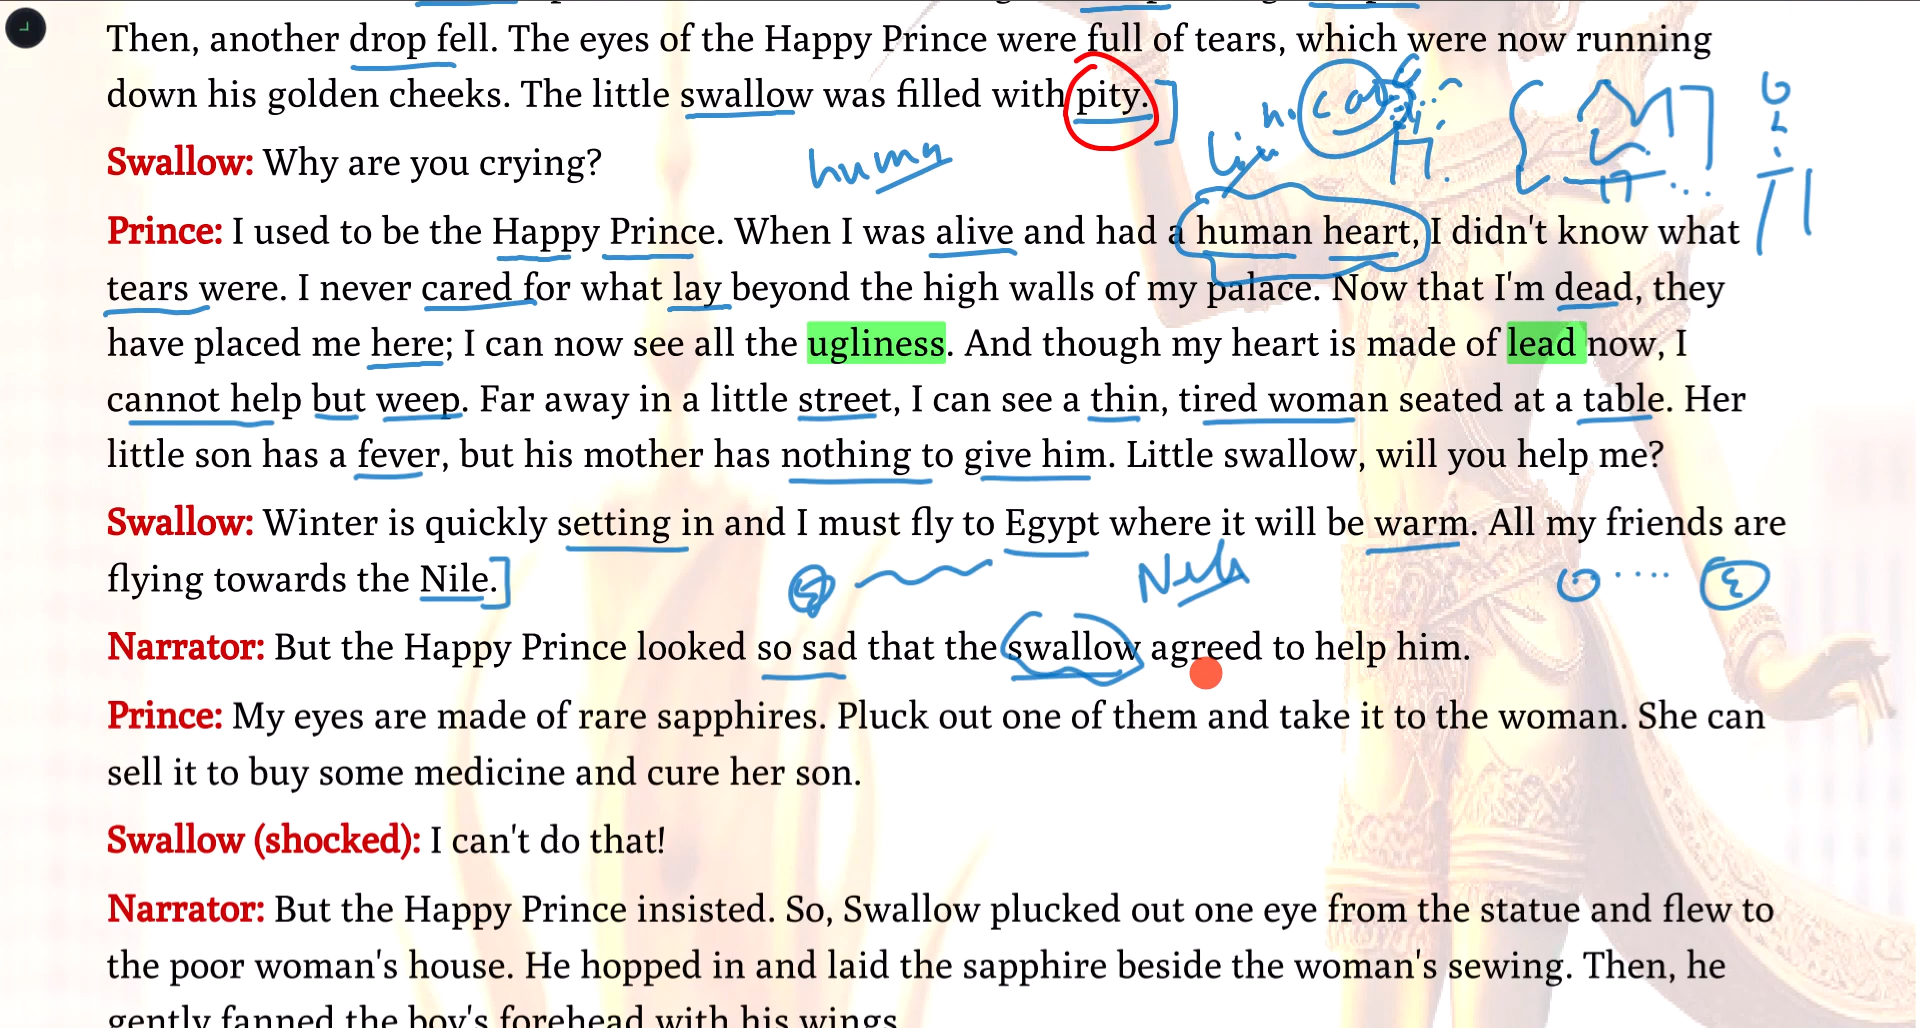 Then, another drop fell. The eyes of the Happy Prince were full of tears, which were now running
down his golden cheeks. The little swallow was filled with pity.
Swallow: Why are you crying?
Prince: I used to be the Happy Prince. When I was alive and had a human heart, I didn't know what
tears were. I never cared for what lay beyond the high walls of my palace. Now that I'm dead, they
have placed me here; I can now see all the ugliness. And though my heart is made of lead now, I
cannot help but weep. Far away in a little street, I can see a thin, tired woman seated at a table. Her
little son has a fever, but his mother has nothing to give him. Little swallow, will you help me?
Swallow: Winter is quickly setting in and I must fly to Egypt where it will be warm. All my friends are
flying towards the Nile.
Narrator: But the Happy Prince looked so sad that the swallow agreed to help him.
Prince: My eyes are made of rare sapphires. Pluck out one of them and take it to the woman. She can
sell it to buy some medicine and cure her son.
Swallow (shocked): I can't do that!
Narrator: But the Happy Prince insisted. So, Swallow plucked out one eye from the statue and flew to
the poor woman's house. He hopped in and laid the sapphire beside the woman's sewing. Then, he
gently fanned the boy's forehead with his wings